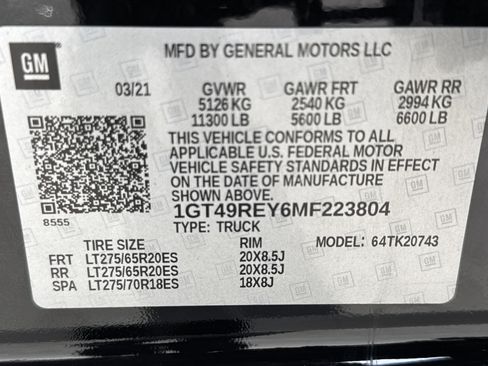 GM
MFD BY GENERAL MOTORS LLC
03/21 GVWR GAWR FRT GAWR RR
5126 KG 2540 KG 2994 KG
11300 LB 5600 LB 6600 LB
THIS VEHICLE CONFORMS TO ALL
APPLICABLE U.S. FEDERAL MOTOR
VEHICLE SAFETY STANDARDS IN EFFECT
ON THE DATE OF MANUFACTURE
SHOWN ABOVE.
8555 1GT49REY6MF223804
TYPE: TRUCK
TIRE SIZE RIM MODEL: 64TK20743
FRT LT275/65R20ES 20X8.5J
RR LT275/65R20ES 20X8.5J
SPA LT275/70R18ES 18X8J